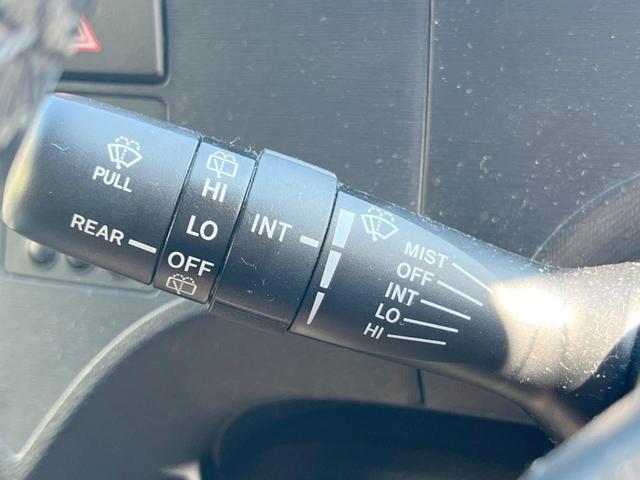 PULL
REAR
HI
LO
OFF
INT
MIST
OFF
INT
LO
HI